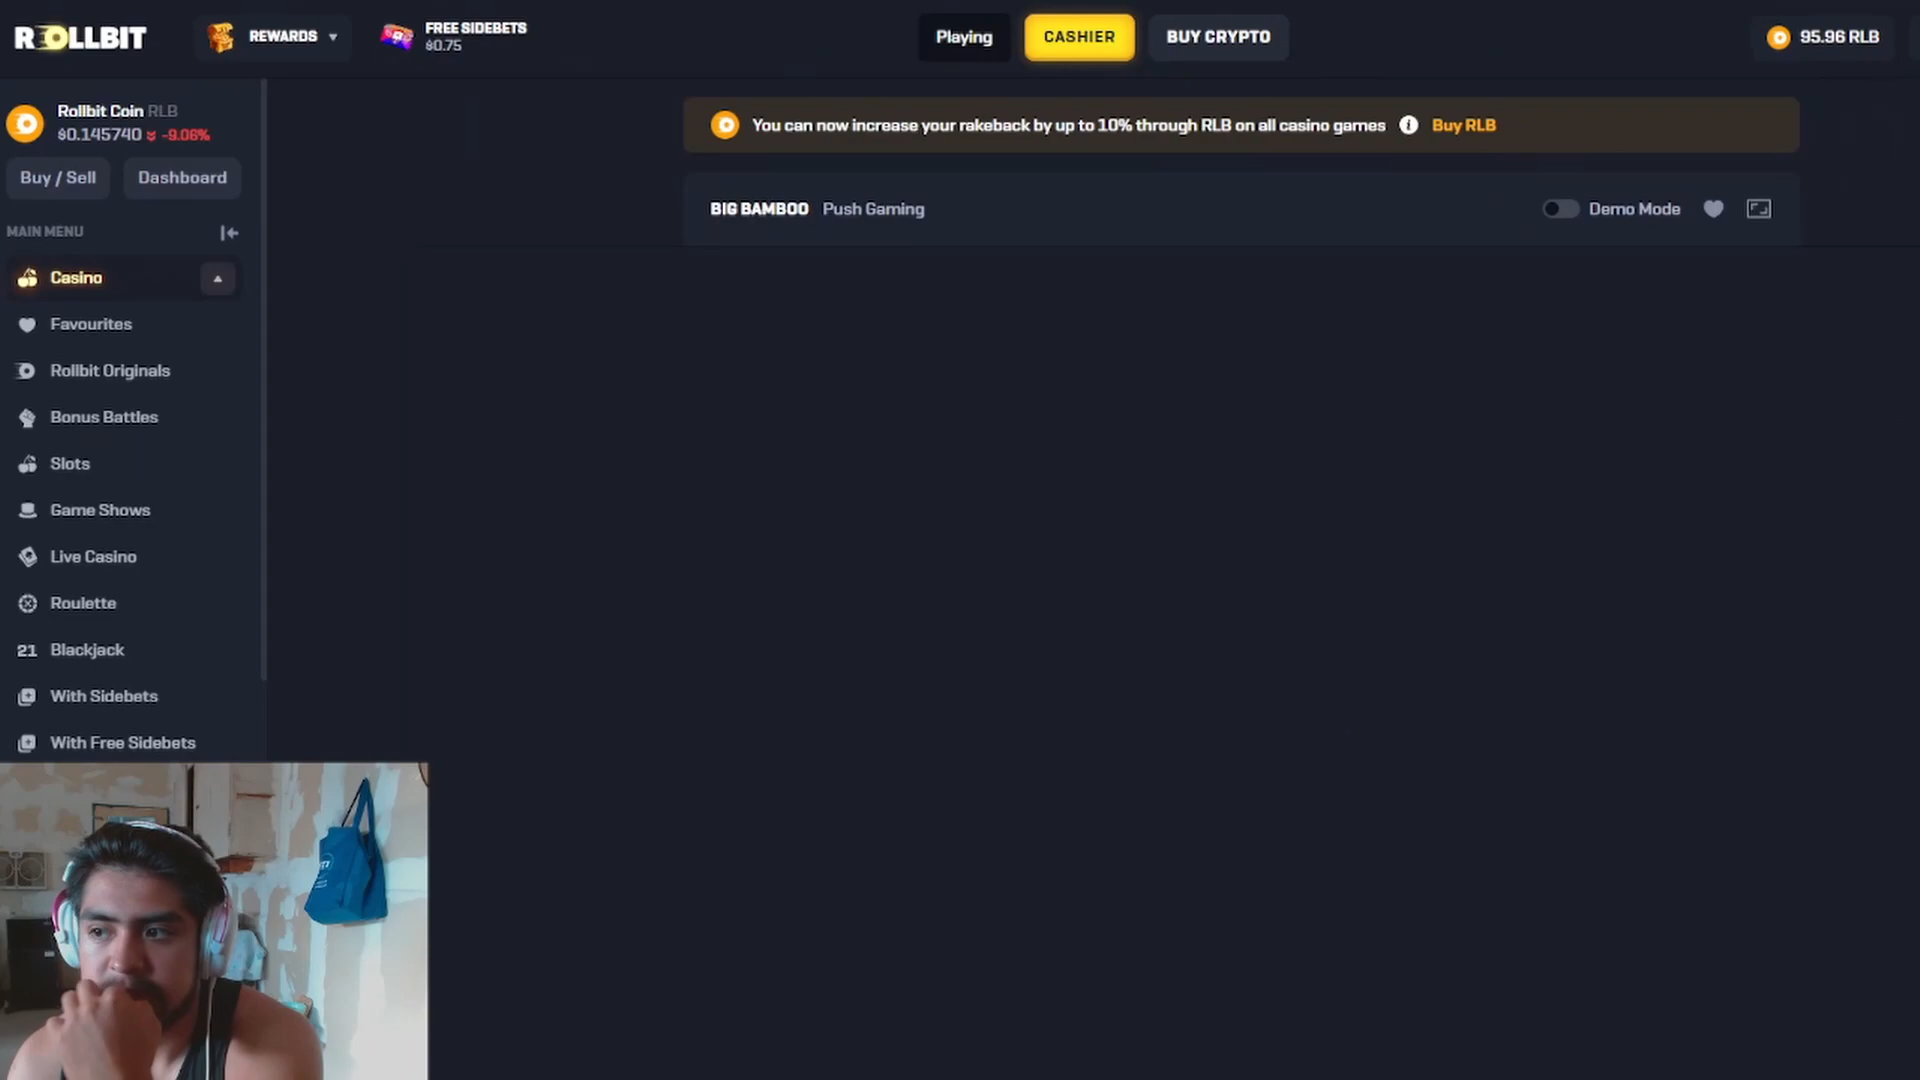 ROLLBIT
REWARDS
FREE SIDEBETS
$0.75
Playing
CASHIER
BUY CRYPTO
95.96 RLB
Rollbit Coin RLB
$0.145740 -9.06%
Buy / Sell
Dashboard
You can now increase your rakeback by up to 10% through RLB on all casino games
Buy RLB
BIG BAMBOO Push Gaming
Demo Mode
MAIN MENU
Casino
Favourites
Rollbit Originals
Bonus Battles
Slots
Game Shows
Live Casino
Roulette
21 Blackjack
With Sidebets
With Free Sidebets